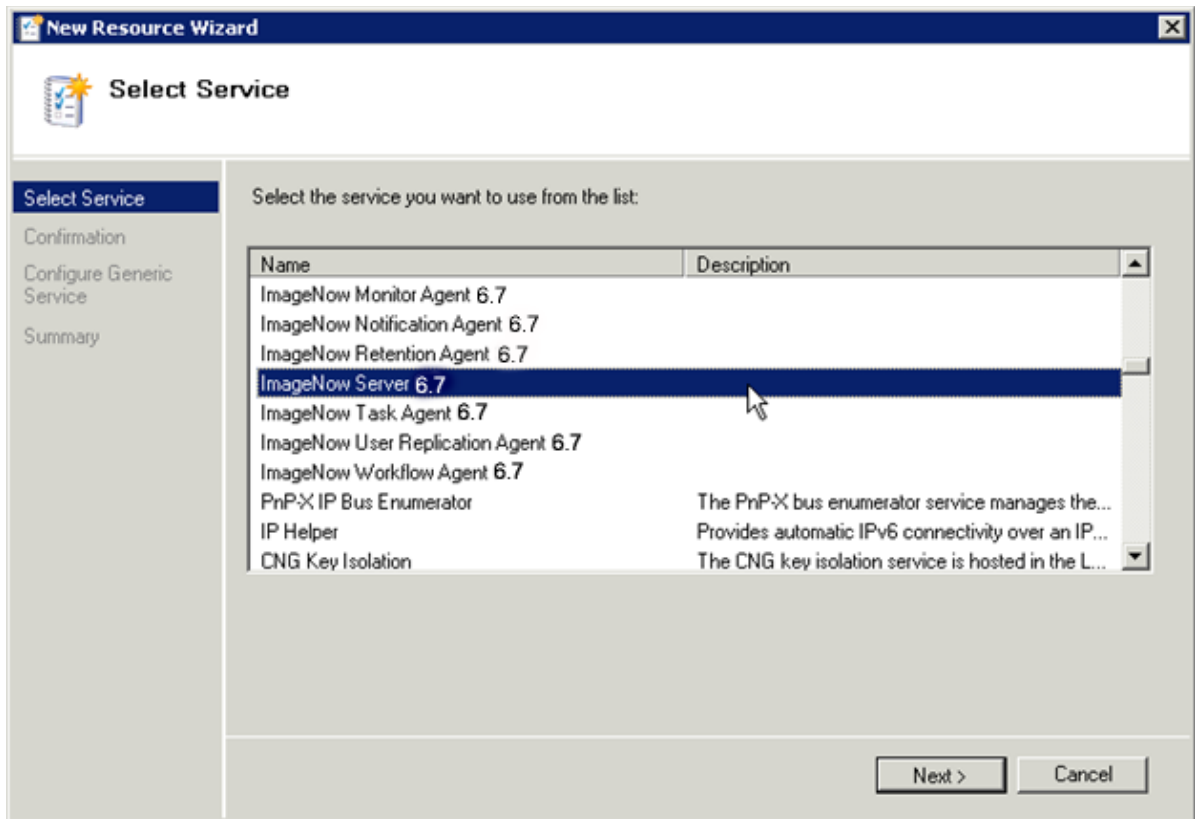 New Resource Wizard
Select Service
Select Service
Confirmation
Configure Generic
Service
Summary
Select the service you want to use from the list:
Name Description
ImageNow Monitor Agent 6.7
ImageNow Notification Agent 6.7
ImageNow Retention Agent 6.7
ImageNow Server 6.7
ImageNow Task Agent 6.7
ImageNow User Replication Agent 6.7
ImageNow Workflow Agent 6.7
PnP-X IP Bus Enumerator The PnP-X bus enumerator service manages the...
IP Helper Provides automatic IPv6 connectivity over an IP...
CNG Key Isolation The CNG key isolation service is hosted in the L...
Next > Cancel